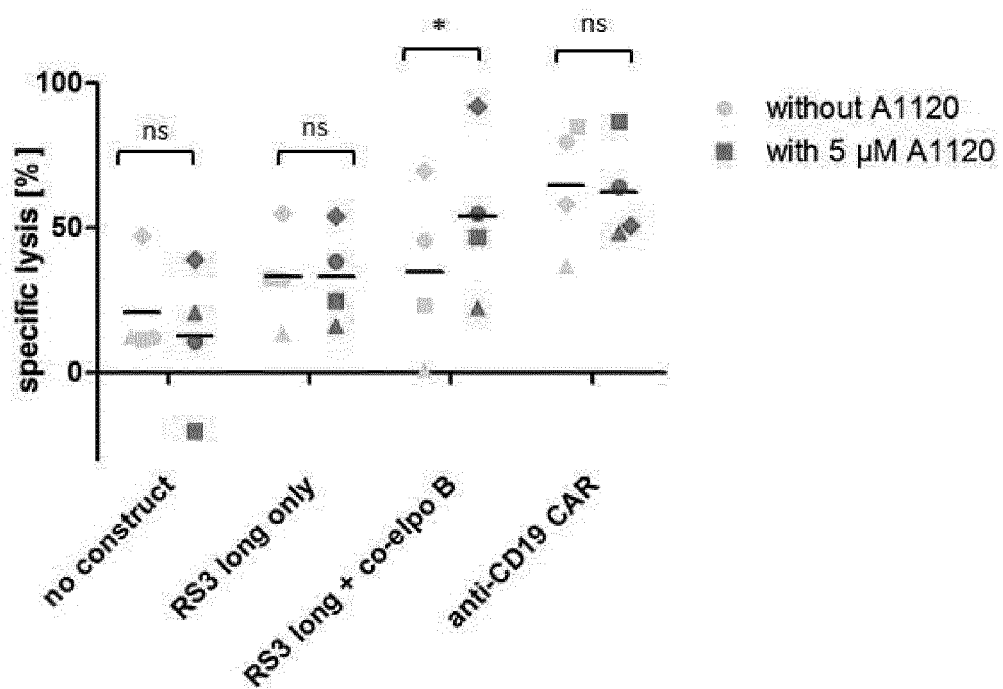 *
ns
100
ns
ns
without A1120
with 5 µM A1120
specific lysis [% ]
50
0
no construct
RS3 long only
RS3 long + co-elpo B
anti-CD19 CAR